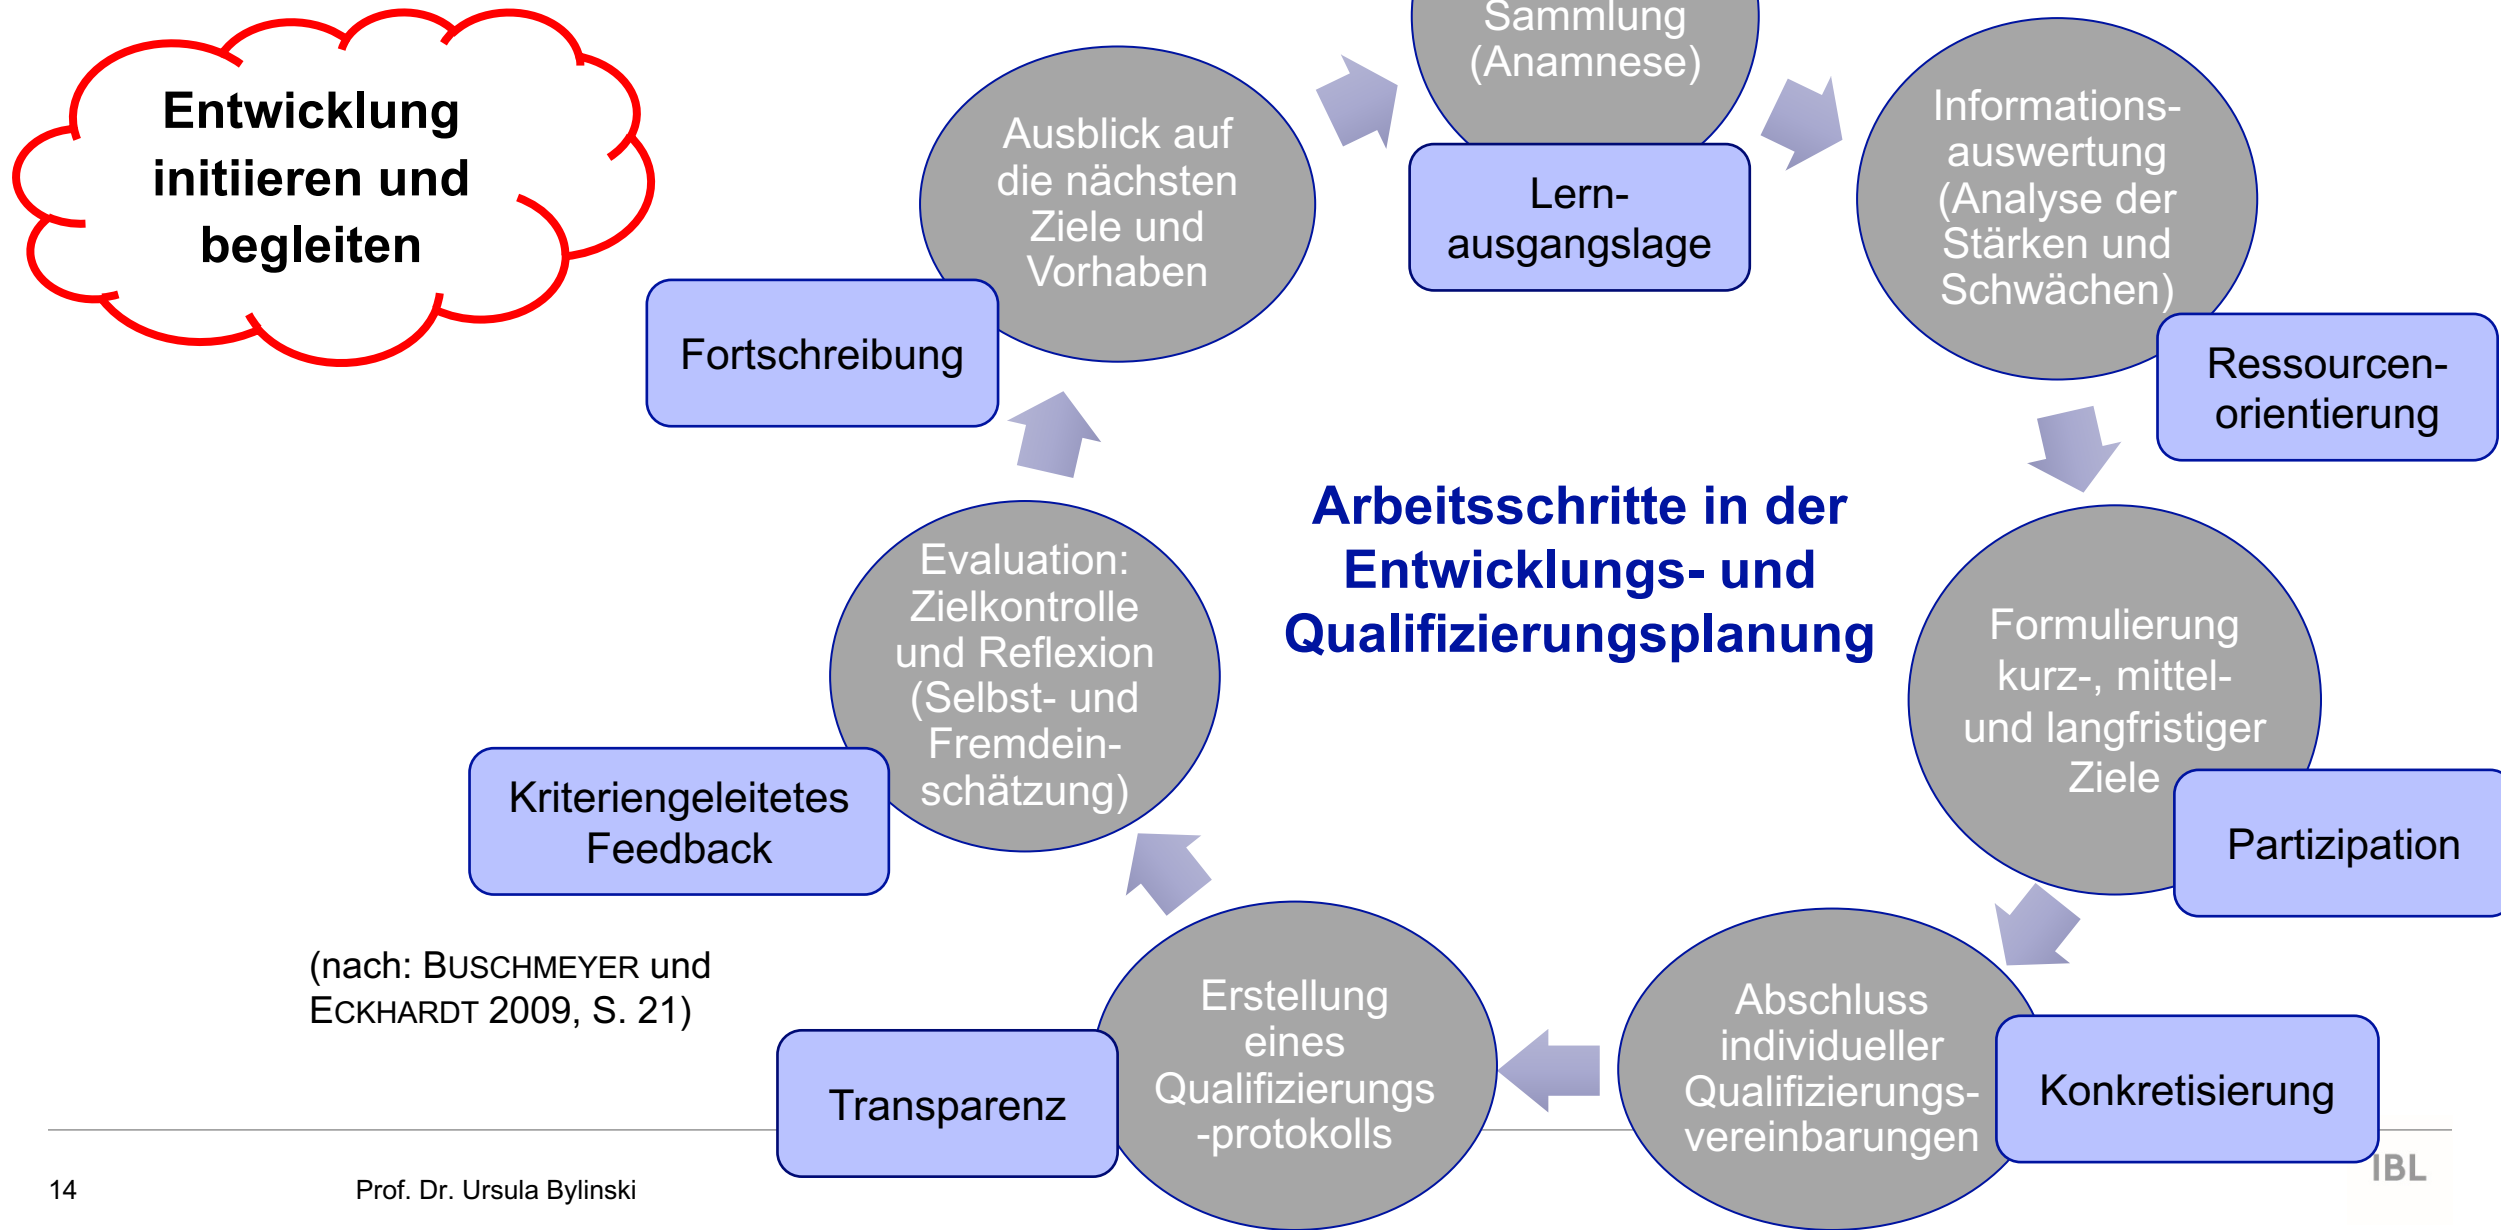 Entwicklung
initiieren und
begleiten
Sammlung
(Anamnese)
Lern-
ausgangslage
Informations-
auswertung
(Analyse der
Stärken und
Schwächen)
Ressourcen-
orientierung
Formulierung
kurz-, mittel-
und langfristiger
Ziele
Partizipation
Abschluss
individueller
Qualifizierungs-
vereinbarungen
Konkretisierung
Erstellung
eines
Qualifizierungs
-protokolls
Transparenz
Evaluation:
Zielkontrolle
und Reflexion
(Selbst- und
Fremdein-
schätzung)
Kriteriengeleitetes
Feedback
Ausblick auf
die nächsten
Ziele und
Vorhaben
Fortschreibung
Arbeitsschritte in der
Entwicklungs- und
Qualifizierungsplanung
(nach: BUSCHMEYER und
ECKHARDT 2009, S. 21)
14
Prof. Dr. Ursula Bylinski
IBL